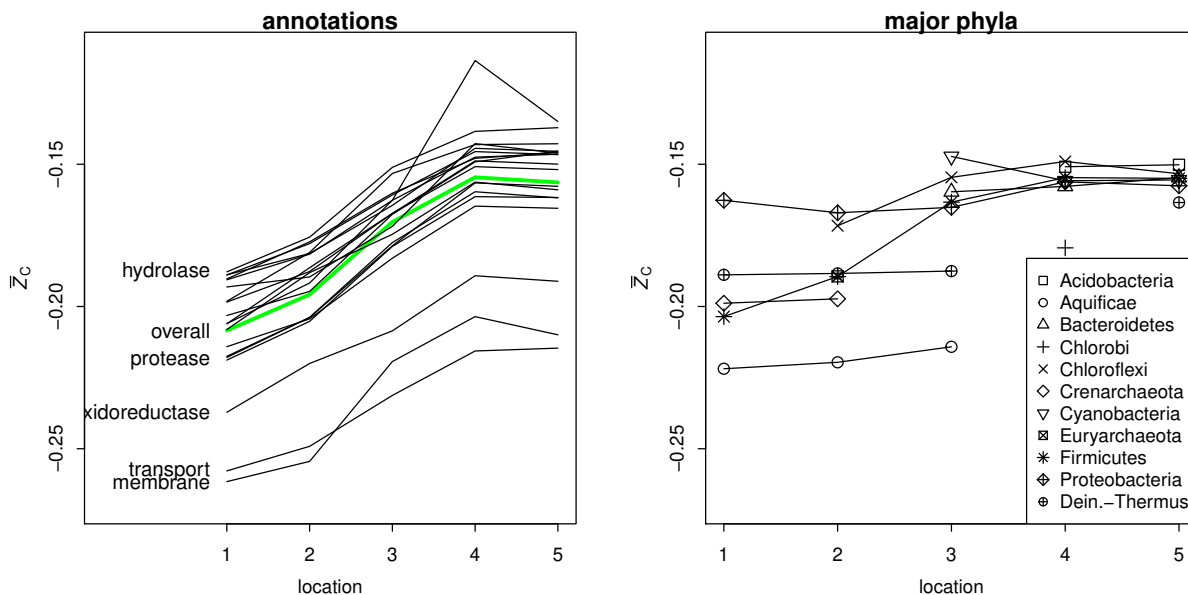 annotations
−0.15
−0.20
−0.25
Z̅C
hydrolase
overall
protease
xidoreductase
transport
membrane
1 2 3 4 5
location
major phyla
−0.15
−0.20
−0.25
Z̅C
Acidobacteria
Aquificae
Bacteroidetes
Chlorobi
Chloroflexi
Crenarchaeota
Cyanobacteria
Euryarchaeota
Firmicutes
Proteobacteria
Dein.−Thermus
1 2 3 4 5
location